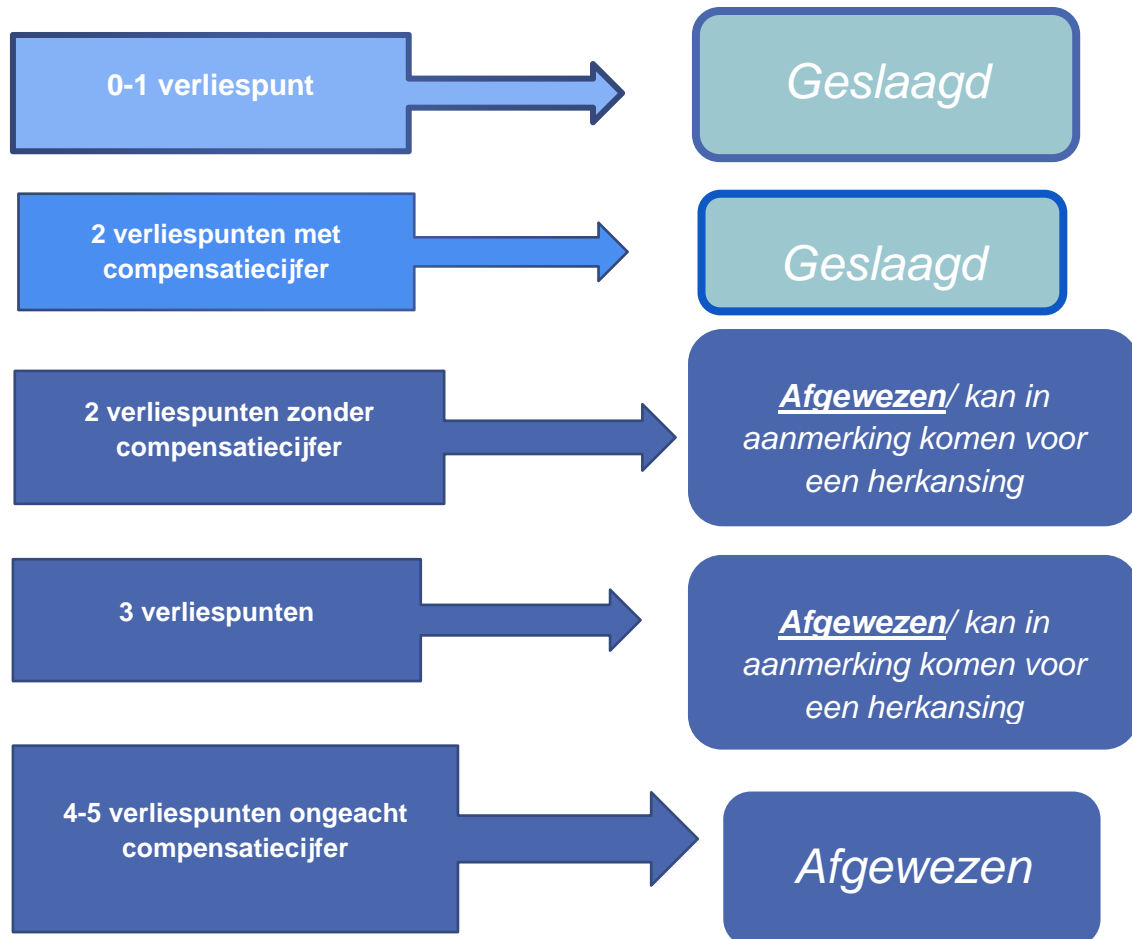 0-1 verliespunt
Geslaagd
2 verliespunten met
compensatiecijfer
Geslaagd
2 verliespunten zonder
compensatiecijfer
Afgewezen/ kan in
aanmerking komen voor
een herkansing
3 verliespunten
Afgewezen/ kan in
aanmerking komen voor
een herkansing
4-5 verliespunten ongeacht
compensatiecijfer
Afgewezen